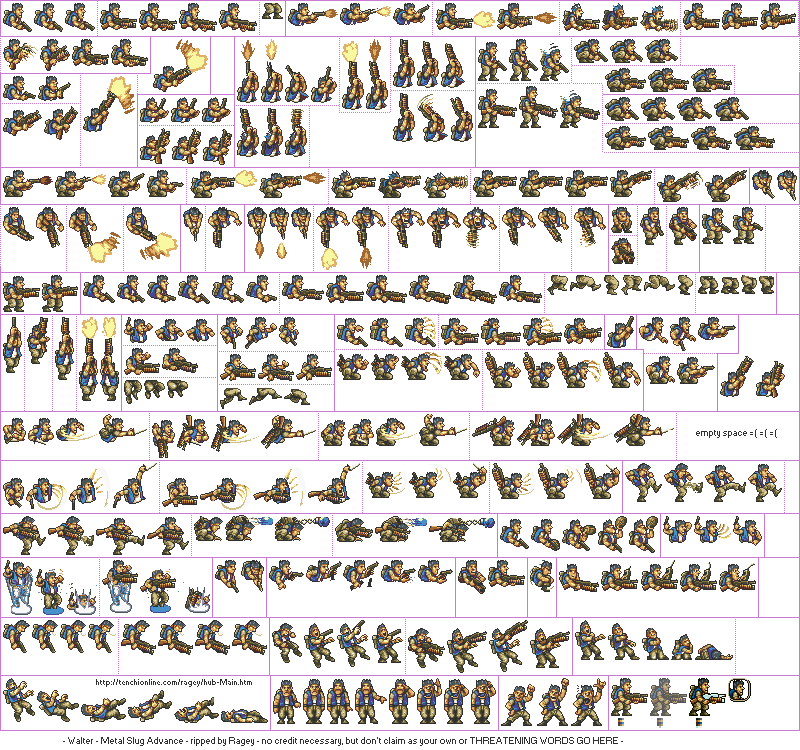 empty space =( =( =(
http://tenchionline.com/ragey/hub-Main.htm
- Walter - Metal Slug Advance - ripped by Ragey - no credit necessary, but don't claim as your own or THREATENING WORDS GO HERE -